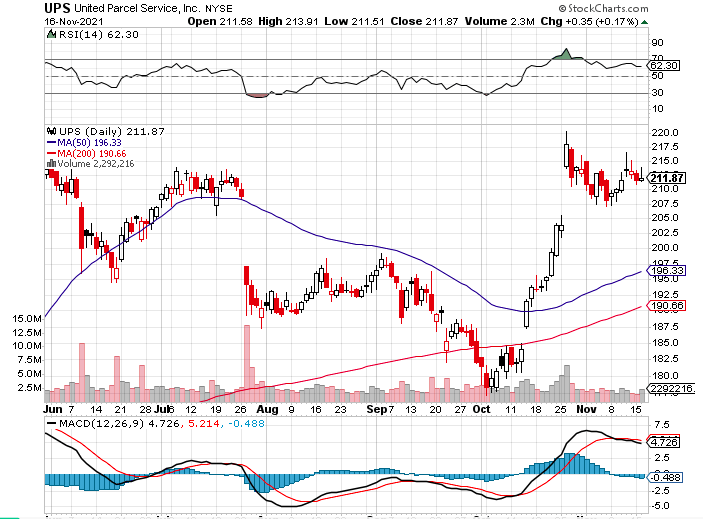 UPS United Parcel Service, Inc. NYSE © StockCharts.com
16-Nov-2021 Open 211.58 High 213.91 Low 211.51 Close 211.87 Volume 2.3M Chg +0.35 (+0.17%)
RSI(14) 62.30
90
70
62.30
50
30
10
UPS (Daily) 211.87
MA(50) 196.33
MA(200) 190.66
Volume 2,292,216
220.0
217.5
215.0
211.87
210.0
207.5
205.0
202.5
200.0
197.5
196.33
195.0
192.5
190.66
187.5
185.0
182.5
180.0
2292216
15.0M
12.5M
10.0M
7.5M
5.0M
2.5M
Jun 7 14 21 28 Jul 6 12 19 26 Aug 9 16 23 Sep 7 13 20 27 Oct 11 18 25 Nov 8 15
MACD(12,26,9) 4.726, 5.214, -0.488
7.5
4.726
2.5
-0.488
-2.5
-5.0